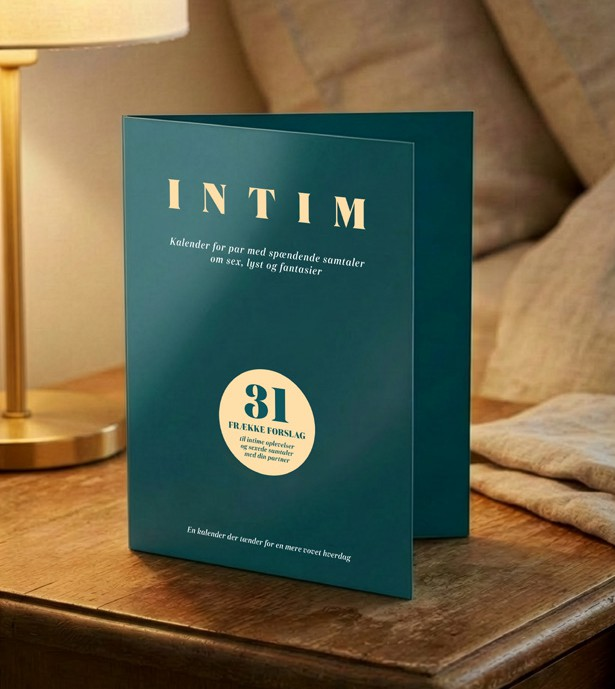 INTIM
Kalender for par med spændende samtaler
om sex, lyst og fantasier
31
FRÆKKE FORSLAG
til intime oplevelser
og sexede samtaler
med din partner
En kalender der tænder for en mere vovet hverdag